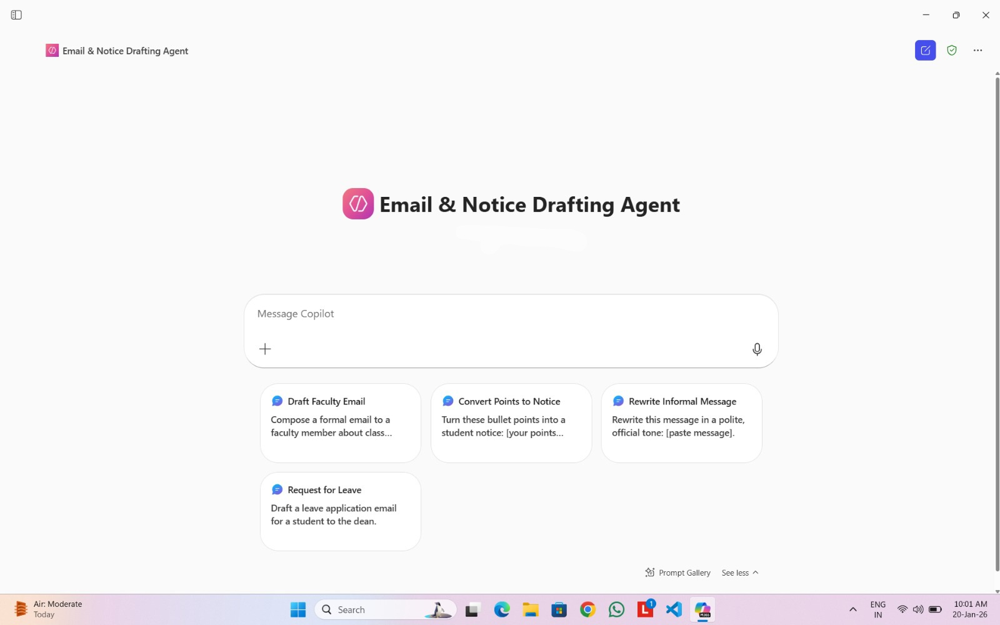 Email & Notice Drafting Agent
Email & Notice Drafting Agent
Message Copilot
Draft Faculty Email
Compose a formal email to a
faculty member about class...
Convert Points to Notice
Turn these bullet points into a
student notice: [your points...
Rewrite Informal Message
Rewrite this message in a polite,
official tone: [paste message].
Request for Leave
Draft a leave application email
for a student to the dean.
Prompt Gallery
See less
Air: Moderate
Today
Search
L
1
M365
ENG
IN
10:01 AM
20-Jan-26